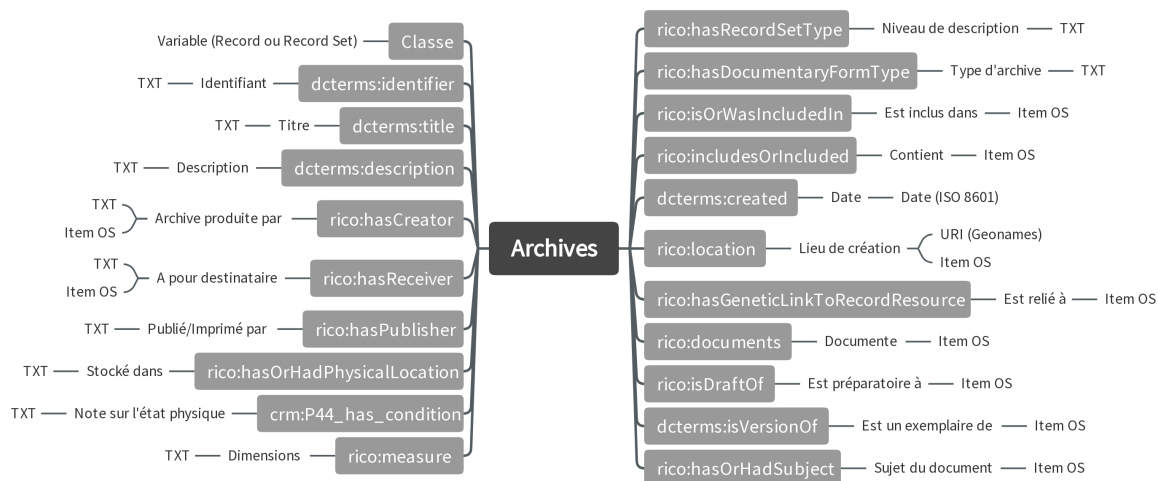 Archives
Variable (Record ou Record Set) Classe
TXT Identifiant dcterms:identifier
TXT Titre dcterms:title
TXT Description dcterms:description
TXT
Item OS
Archive produite par rico:hasCreator
TXT
Item OS
A pour destinataire rico:hasReceiver
TXT Publié/Imprimé par rico:hasPublisher
TXT Stocké dans rico:hasOrHadPhysicalLocation
TXT Note sur l'état physique crm:P44_has_condition
TXT Dimensions rico:measure
rico:hasRecordSetType Niveau de description TXT
rico:hasDocumentaryFormType Type d'archive TXT
rico:isOrWasIncludedIn Est inclus dans Item OS
rico:includesOrIncluded Contient Item OS
dcterms:created Date Date (ISO 8601)
rico:location Lieu de création
URI (Geonames)
Item OS
rico:hasGeneticLinkToRecordResource Est relié à Item OS
rico:documents Documente Item OS
rico:isDraftOf Est préparatoire à Item OS
dcterms:isVersionOf Est un exemplaire de Item OS
rico:hasOrHadSubject Sujet du document Item OS